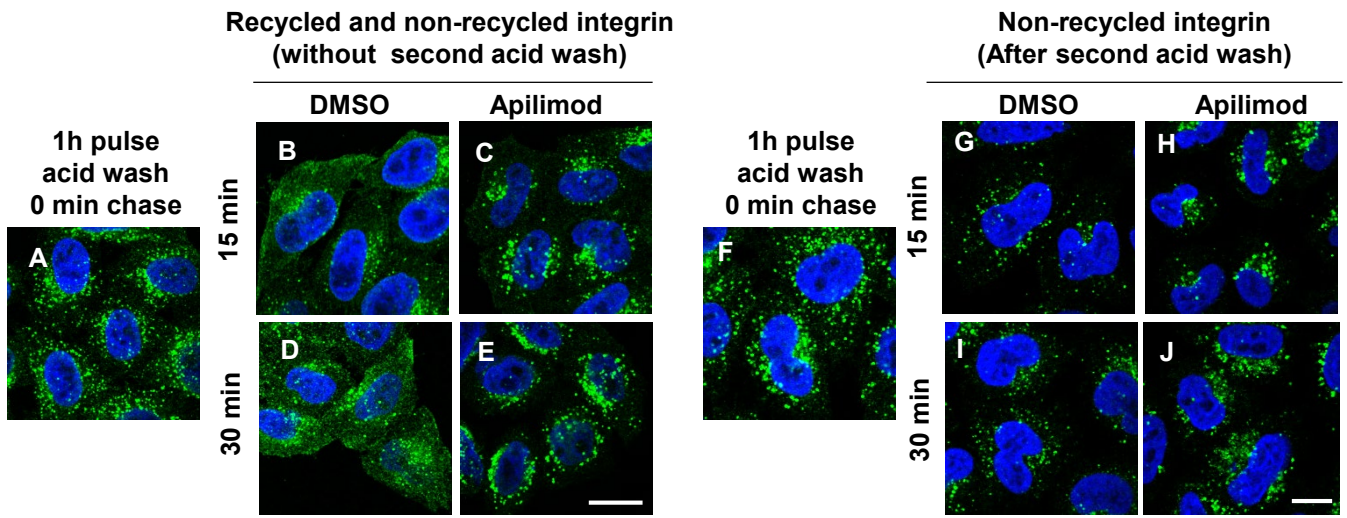 Recycled and non-recycled integrin
(without second acid wash)
DMSO
Apilimod
1h pulse
acid wash
0 min chase
15 min
30 min
A
B
C
D
E
Non-recycled integrin
(After second acid wash)
DMSO
Apilimod
1h pulse
acid wash
0 min chase
15 min
30 min
F
G
H
I
J